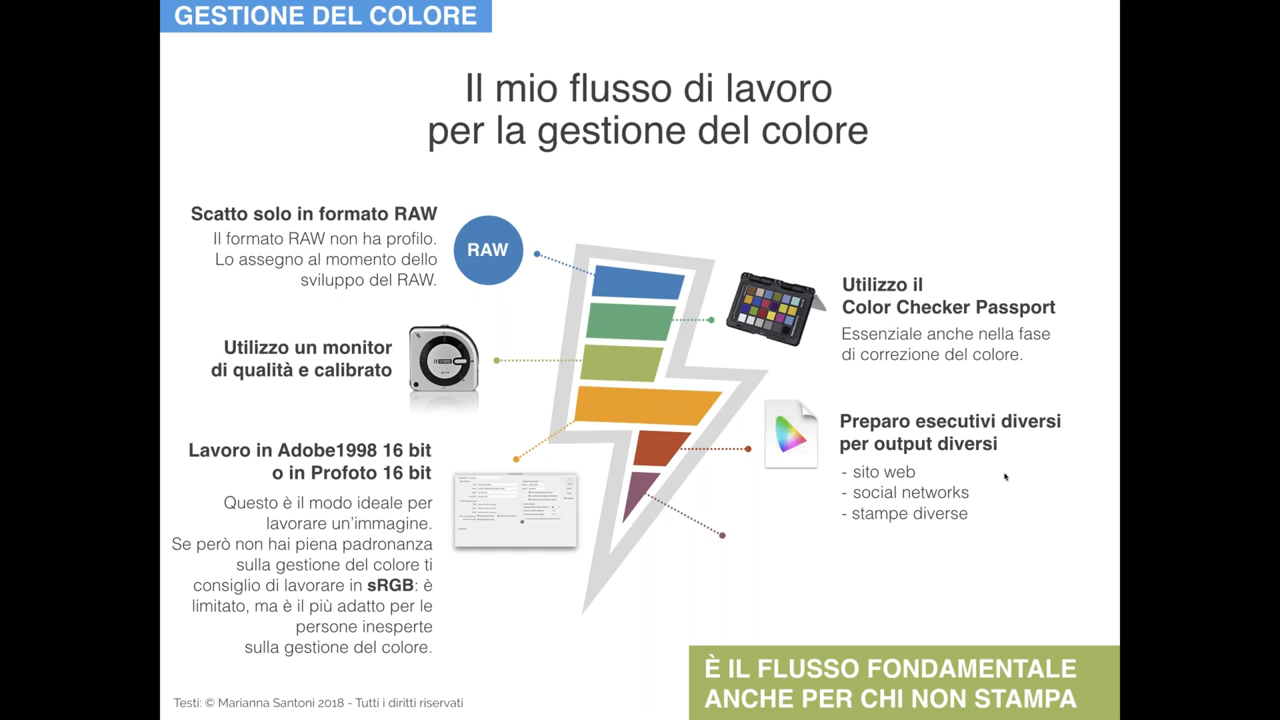 GESTIONE DEL COLORE
Il mio flusso di lavoro
per la gestione del colore
Scatto solo in formato RAW
Il formato RAW non ha profilo.
Lo assegno al momento dello
sviluppo del RAW.
RAW
Utilizzo il
Color Checker Passport
Essenziale anche nella fase
di correzione del colore.
Utilizzo un monitor
di qualità e calibrato
Preparo esecutivi diversi
per output diversi
- sito web
- social networks
- stampe diverse
Lavoro in Adobe1998 16 bit
o in Profoto 16 bit
Questo è il modo ideale per
lavorare un'immagine.
Se però non hai piena padronanza
sulla gestione del colore ti
consiglio di lavorare in sRGB: è
limitato, ma è il più adatto per le
persone inesperte
sulla gestione del colore.
È IL FLUSSO FONDAMENTALE
ANCHE PER CHI NON STAMPA
Testi: © Marianna Santoni 2018 - Tutti i diritti riservati